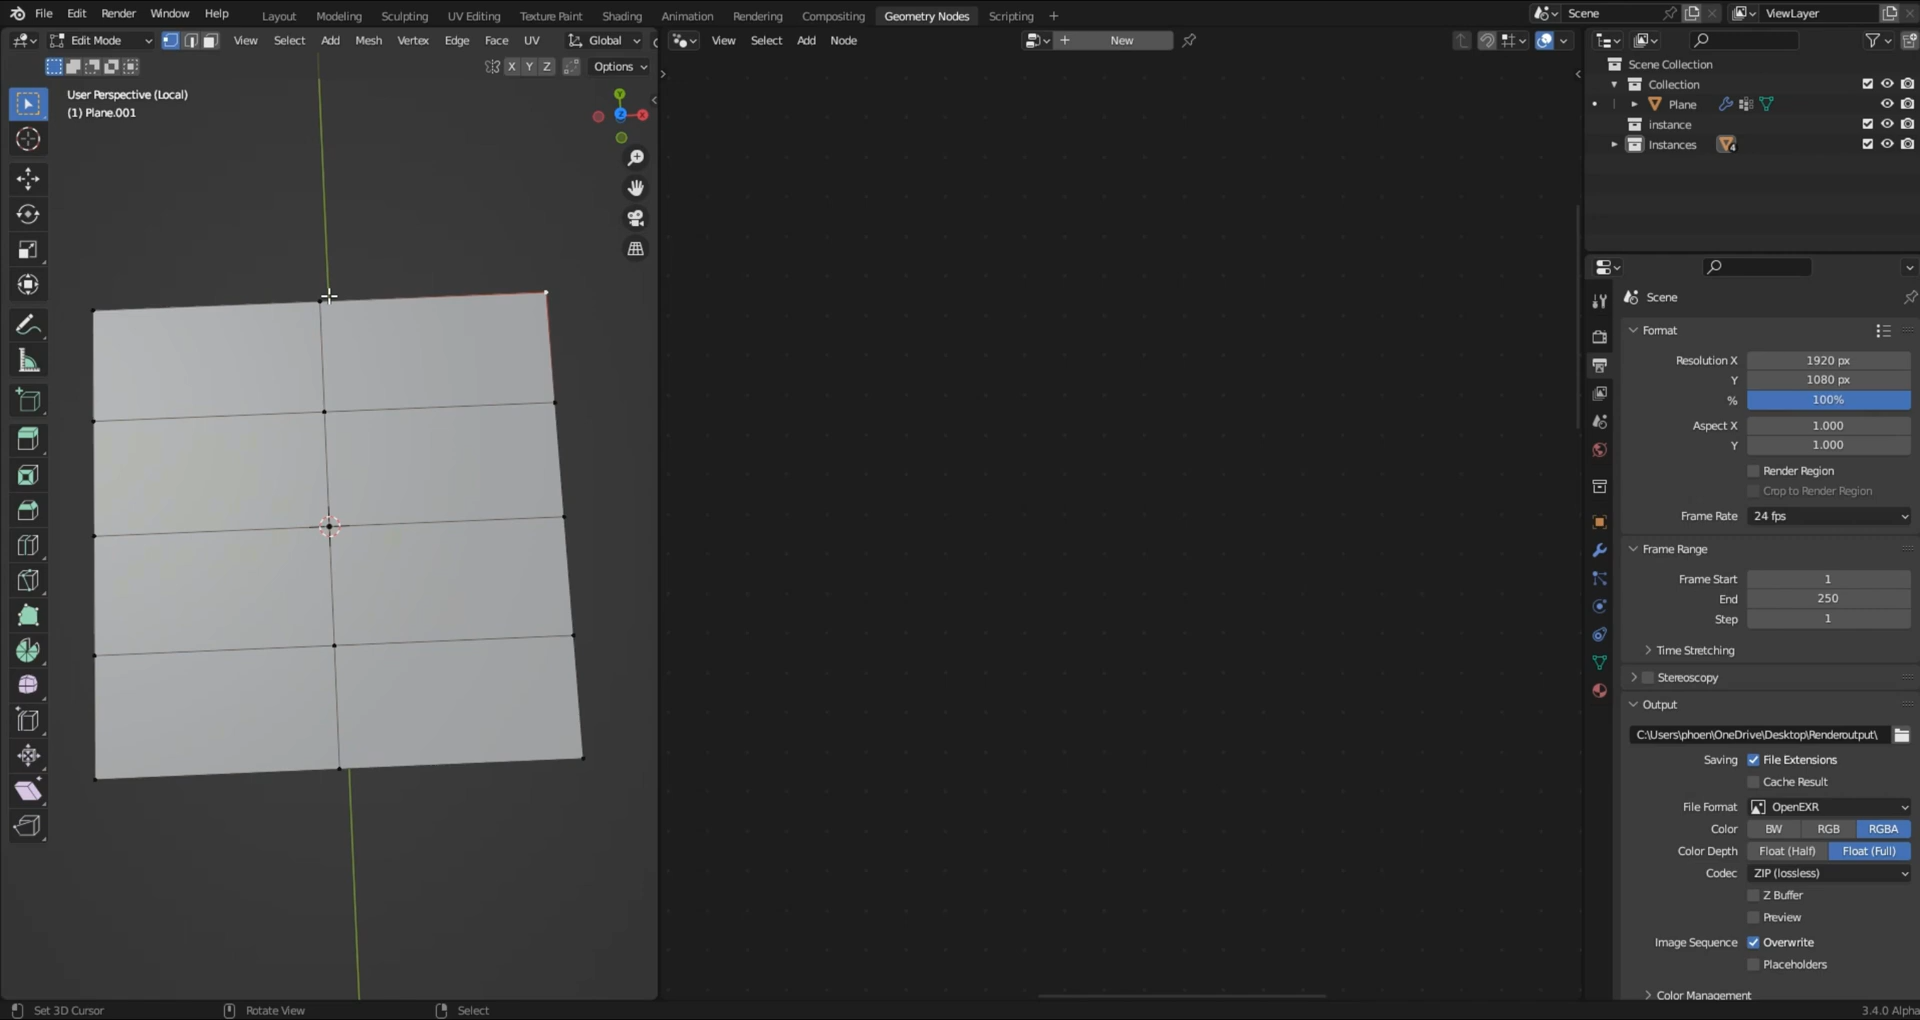 File Edit Render Window Help Layout Modeling Sculpting UV Editing Texture Paint Shading Animation Rendering Compositing Geometry Nodes Scripting + Scene ViewLayer
Edit Mode View Select Add Mesh Vertex Edge Face UV Global View Select Add Node + New
X Y Z Options
User Perspective (Local)
(1) Plane.001
Y
Z X
Scene Collection
Collection
Plane
instance
Instances 4
Scene
Format
Resolution X 1920 px
Y 1080 px
% 100%
Aspect X 1.000
Y 1.000
Render Region
Crop to Render Region
Frame Rate 24 fps
Frame Range
Frame Start 1
End 250
Step 1
Time Stretching
Stereoscopy
Output
C:\Users\phoen\OneDrive\Desktop\Renderoutput\
Saving File Extensions
Cache Result
File Format OpenEXR
Color BW RGB RGBA
Color Depth Float (Half) Float (Full)
Codec ZIP (lossless)
Z Buffer
Preview
Image Sequence Overwrite
Placeholders
Color Management
Set 3D Cursor Rotate View Select 3.4.0 Alpha